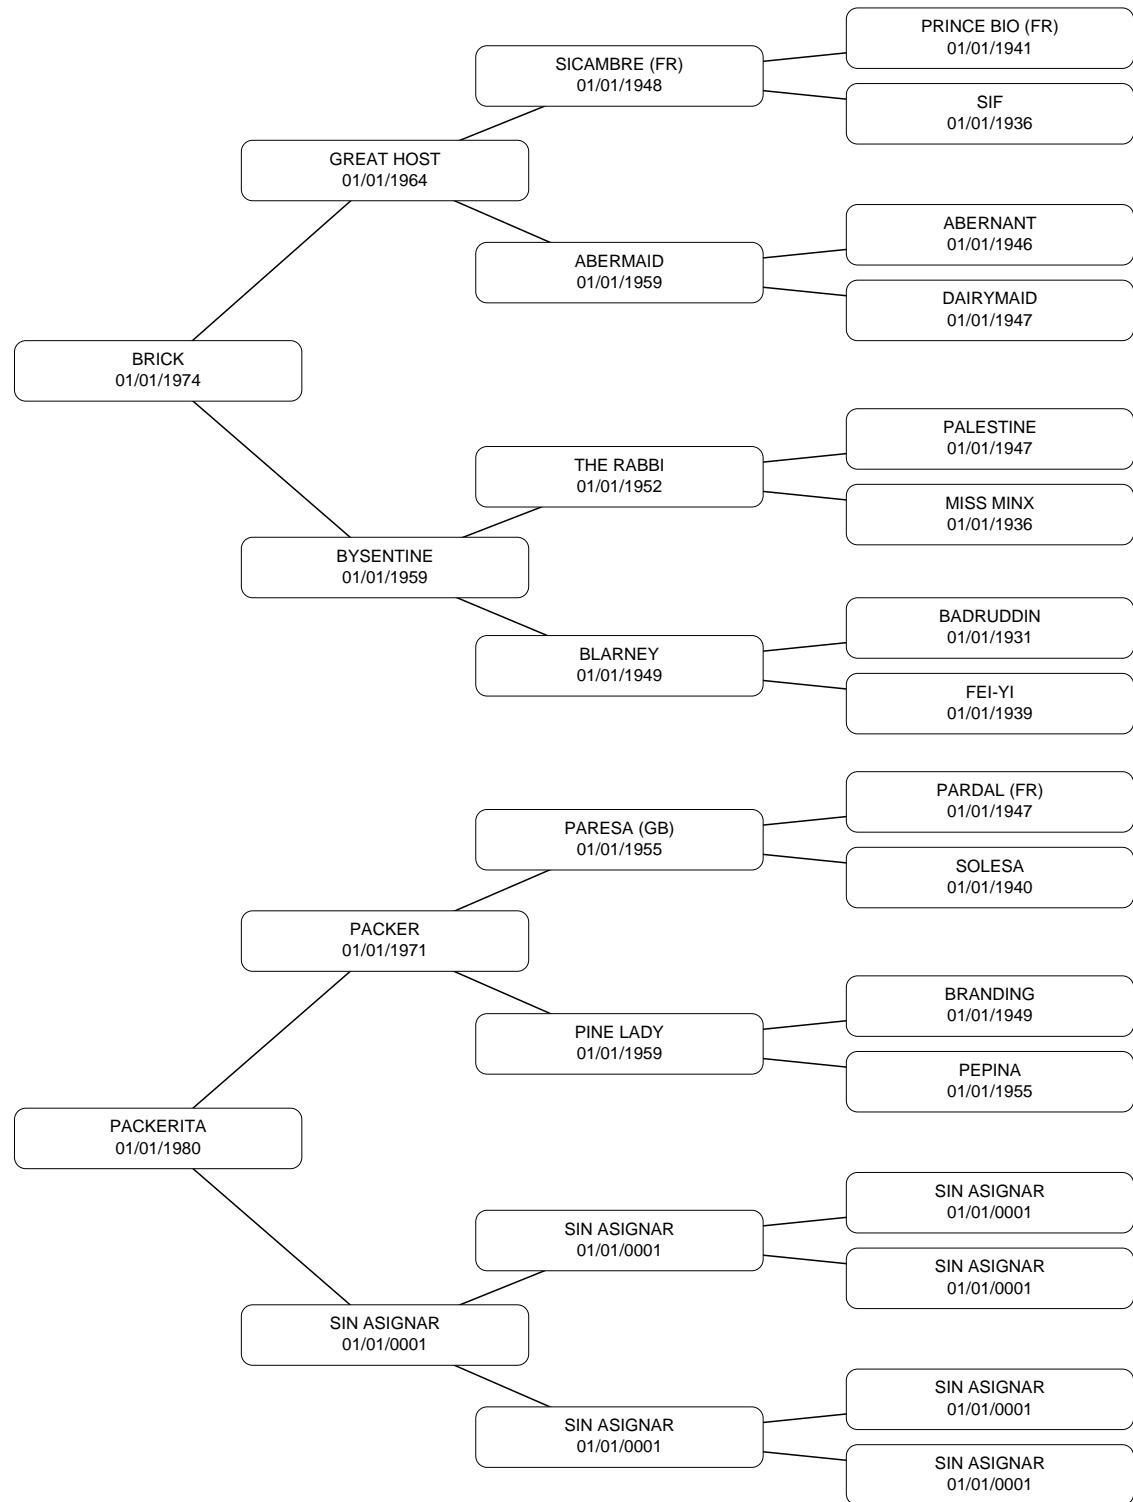 PRINCE BIO (FR)
01/01/1941
SICAMBRE (FR)
01/01/1948
SIF
01/01/1936
GREAT HOST
01/01/1964
ABERNANT
01/01/1946
ABERMAID
01/01/1959
DAIRYMAID
01/01/1947
BRICK
01/01/1974
PALESTINE
01/01/1947
THE RABBI
01/01/1952
MISS MINX
01/01/1936
BYSENTINE
01/01/1959
BADRUDDIN
01/01/1931
BLARNEY
01/01/1949
FEI-YI
01/01/1939
PARDAL (FR)
01/01/1947
PARESA (GB)
01/01/1955
SOLESA
01/01/1940
PACKER
01/01/1971
BRANDING
01/01/1949
PINE LADY
01/01/1959
PEPINA
01/01/1955
PACKERITA
01/01/1980
SIN ASIGNAR
01/01/0001
SIN ASIGNAR
01/01/0001
SIN ASIGNAR
01/01/0001
SIN ASIGNAR
01/01/0001
SIN ASIGNAR
01/01/0001
SIN ASIGNAR
01/01/0001
SIN ASIGNAR
01/01/0001